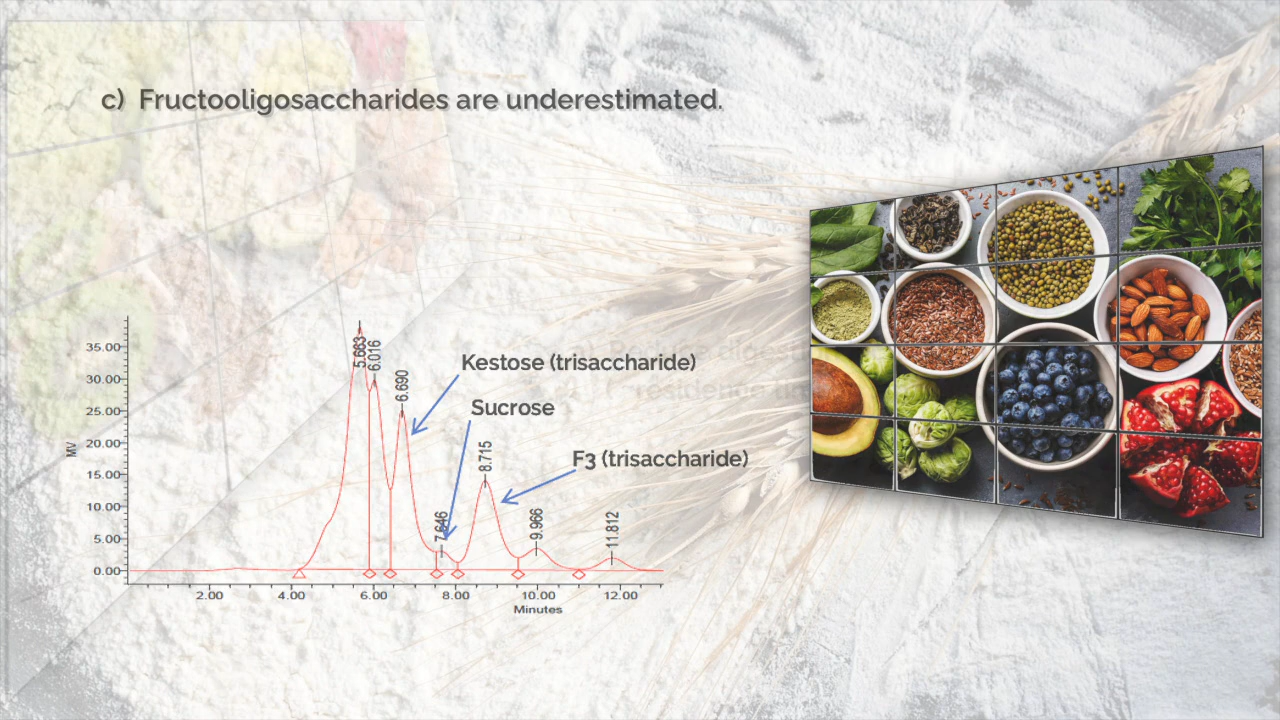 c) Fructooligosaccharides are underestimated.
Kestose (trisaccharide)
Sucrose
F3 (trisaccharide)
5.663
6.016
6.690
7.646
8.715
9.966
11.812
MV
35.00
30.00
25.00
20.00
15.00
10.00
5.00
0.00
2.00 4.00 6.00 8.00 10.00 12.00
Minutes